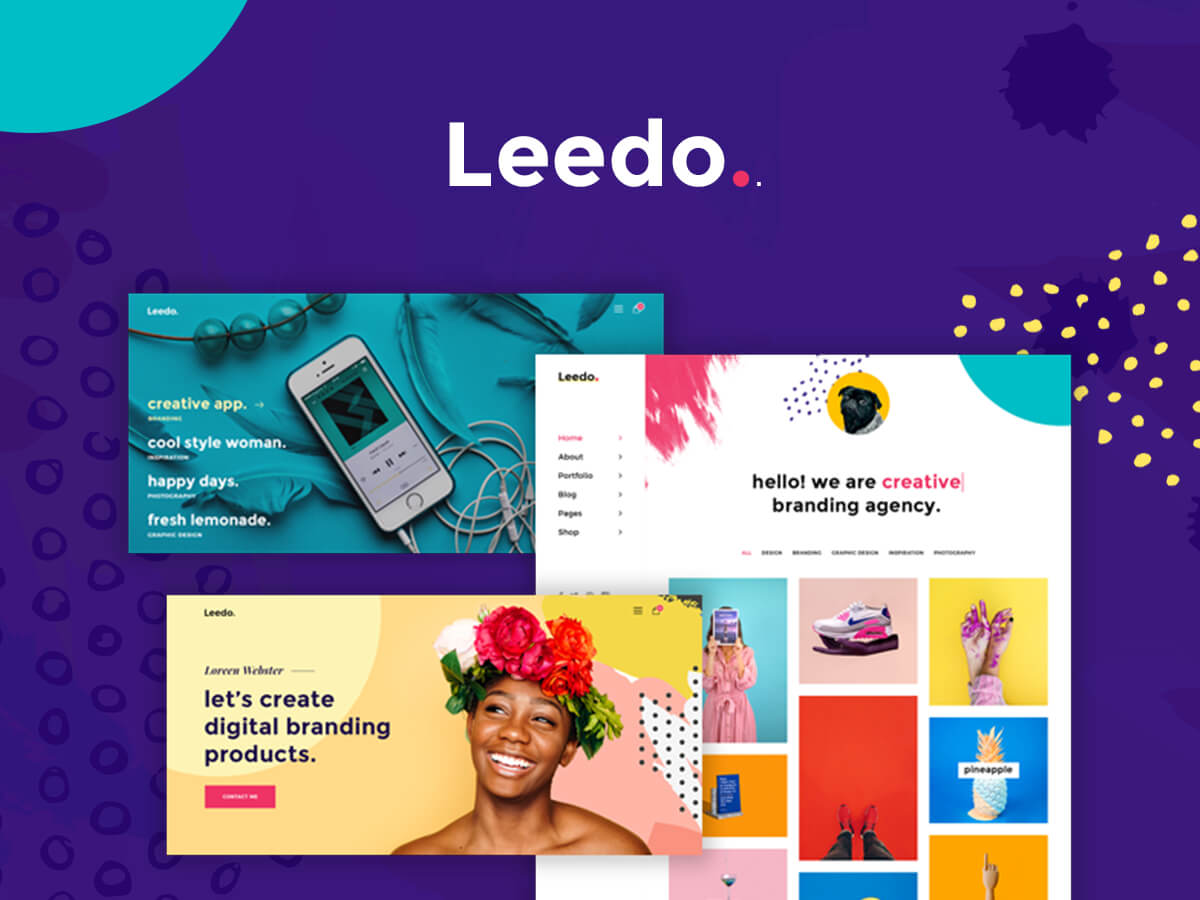 Leedo..
Leedo.
creative app. →
BRANDING
cool style woman.
INSPIRATION
happy days.
PHOTOGRAPHY
fresh lemonade.
GRAPHIC DESIGN
Leedo.
Home
About
Portfolio
Blog
Pages
Shop
hello! we are creative
branding agency.
ALL DESIGN BRANDING GRAPHIC DESIGN INSPIRATION PHOTOGRAPHY
pineapple
Leedo.
Loreen Webster
let's create
digital branding
products.
CONTACT ME